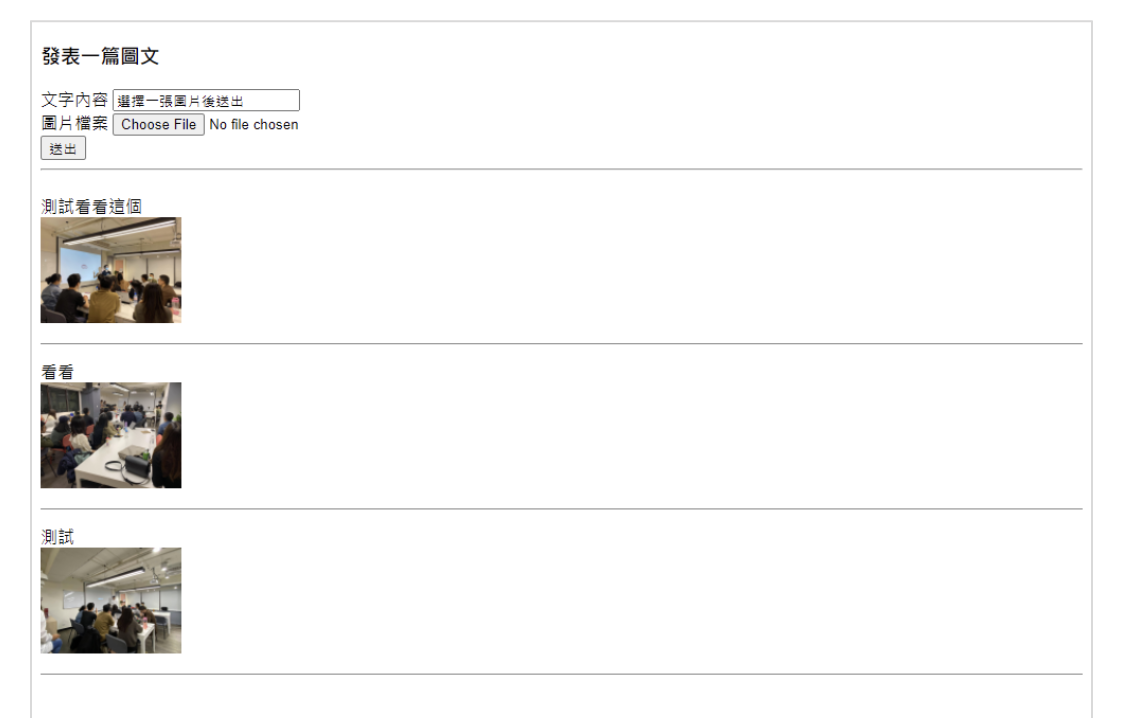 發表一篇圖文
文字內容 選擇一張圖片後送出
圖片檔案 Choose File No file chosen
送出
測試看看這個
看看
測試